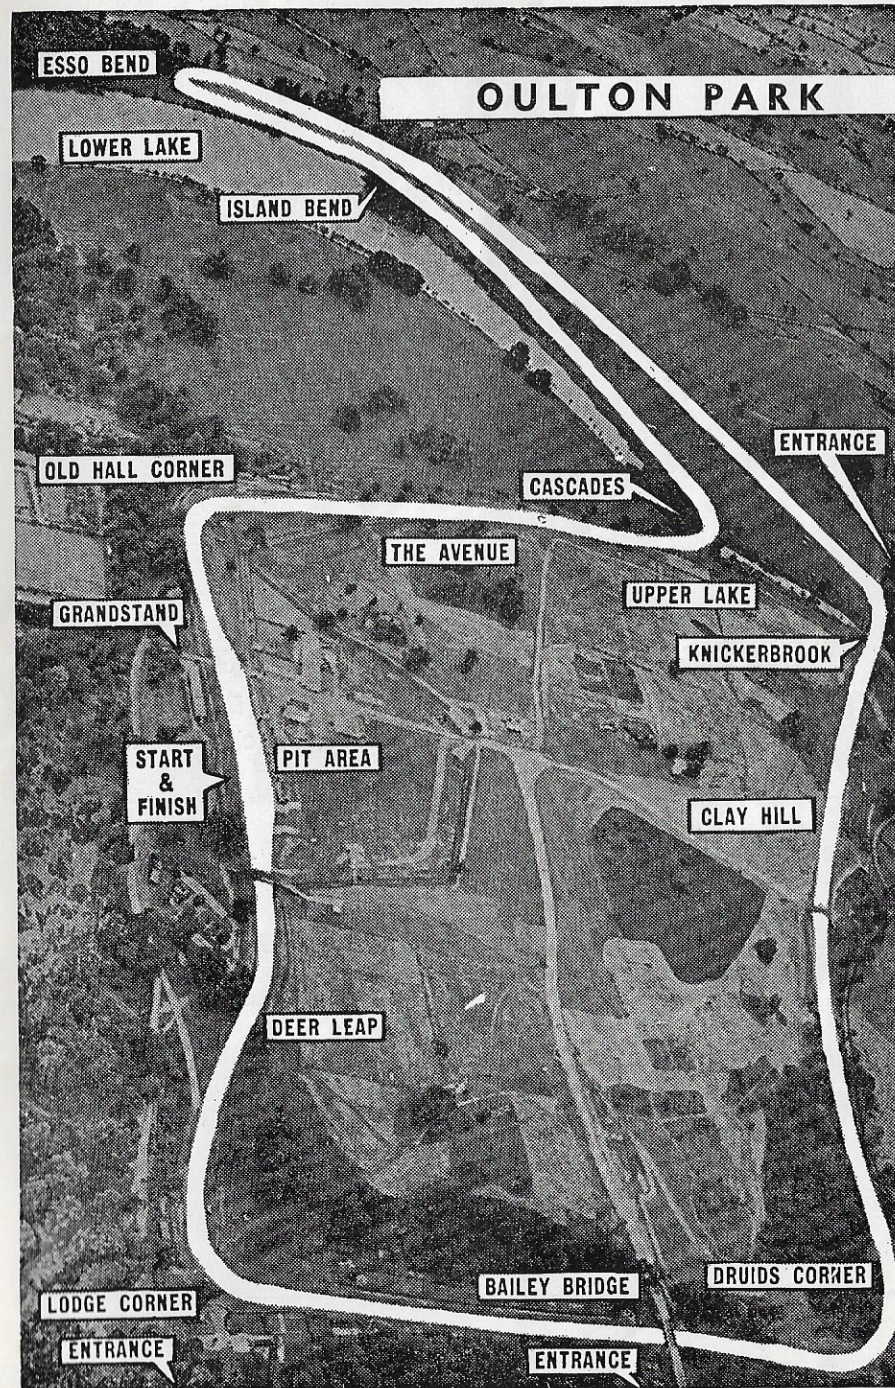 ESSO BEND
OULTON PARK
LOWER LAKE
ISLAND BEND
ENTRANCE
OLD HALL CORNER
CASCADES
THE AVENUE
UPPER LAKE
GRANDSTAND
KNICKERBROOK
START
&
FINISH
PIT AREA
CLAY HILL
DEER LEAP
DRUIDS CORNER
BAILEY BRIDGE
LODGE CORNER
ENTRANCE
ENTRANCE